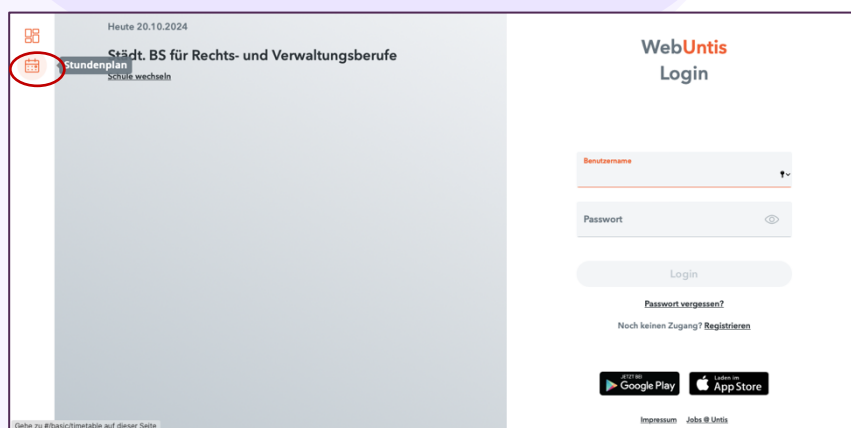 Heute 20.10.2024
Städt. BS für Rechts- und Verwaltungsberufe
Stundenplan
Schule wechseln
WebUntis
Login
Benutzername
Passwort
Login
Passwort vergessen?
Noch keinen Zugang? Registrieren
JETZT BEI
Google Play
Laden im
App Store
Impressum Jobs @ Untis
Gehe zu #/basic/timetable auf dieser Seite